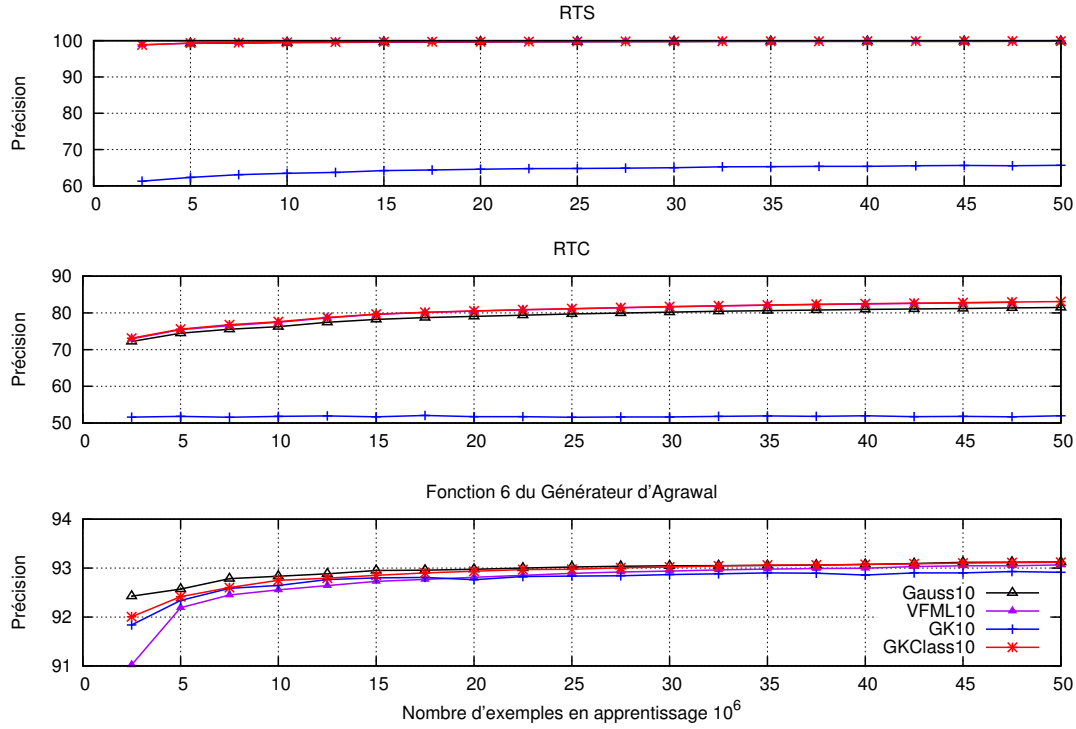 RTS
100
90
80
70
60
Précision
0 5 10 15 20 25 30 35 40 45 50
RTC
90
80
70
60
50
Précision
0 5 10 15 20 25 30 35 40 45 50
Fonction 6 du Générateur d'Agrawal
94
93
92
91
Précision
Gauss10
VFML10
GK10
GKClass10
0 5 10 15 20 25 30 35 40 45 50
Nombre d'exemples en apprentissage 10^6